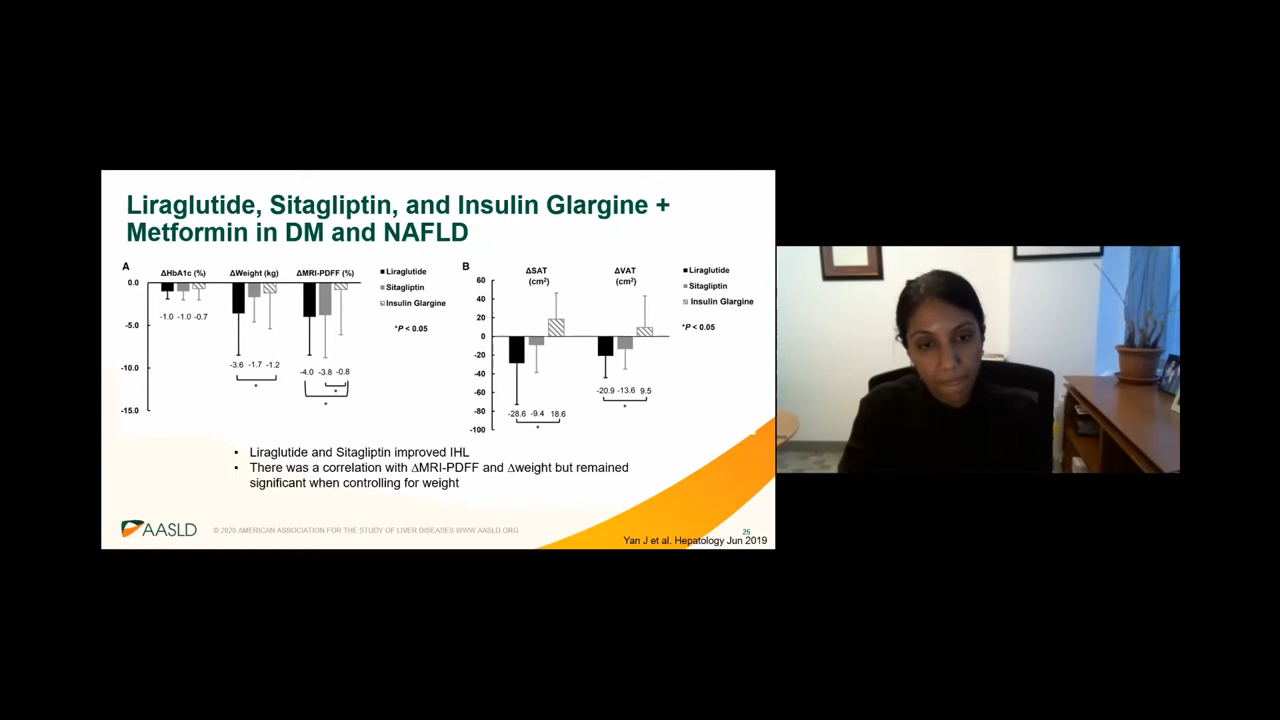 Liraglutide, Sitagliptin, and Insulin Glargine +
Metformin in DM and NAFLD
A
ΔHbA1c (%) ΔWeight (kg) ΔMRI-PDFF (%)
Liraglutide
Sitagliptin
Insulin Glargine
*P < 0.05
0.0
-5.0
-10.0
-15.0
-1.0 -1.0 -0.7
-3.6 -1.7 -1.2
*
-4.0 -3.8 -0.8
*
*
B
ΔSAT
(cm²)
ΔVAT
(cm²)
Liraglutide
Sitagliptin
Insulin Glargine
*P < 0.05
60
40
20
0
-20
-40
-60
-80
-100
-28.6 -9.4 18.6
*
-20.9 -13.6 9.5
*
• Liraglutide and Sitagliptin improved IHL
• There was a correlation with ΔMRI-PDFF and Δweight but remained
significant when controlling for weight
AASLD
© 2020 AMERICAN ASSOCIATION FOR THE STUDY OF LIVER DISEASES WWW.AASLD.ORG
25
Yan J et al. Hepatology Jun 2019